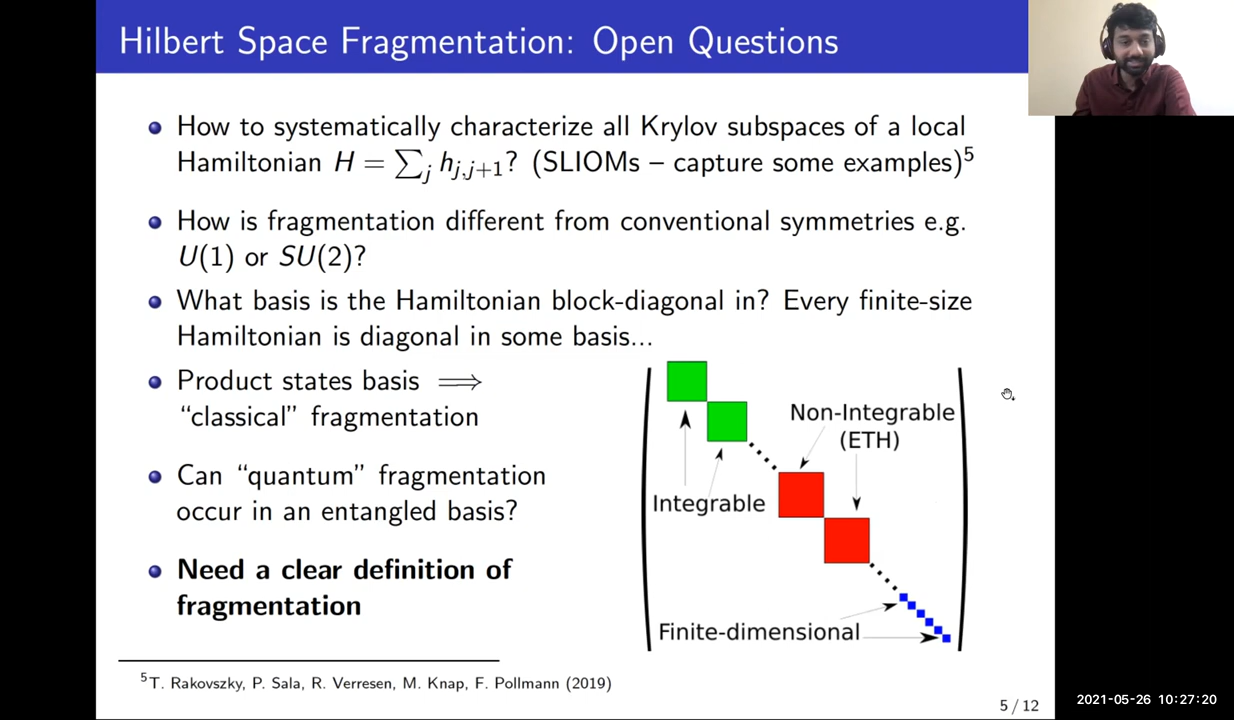 Hilbert Space Fragmentation: Open Questions
How to systematically characterize all Krylov subspaces of a local
Hamiltonian H = ∑_j h_{j,j+1}? (SLIOMs – capture some examples)⁵
How is fragmentation different from conventional symmetries e.g.
U(1) or SU(2)?
What basis is the Hamiltonian block-diagonal in? Every finite-size
Hamiltonian is diagonal in some basis...
Product states basis ⟹
“classical” fragmentation
Can “quantum” fragmentation
occur in an entangled basis?
Need a clear definition of
fragmentation
Non-Integrable
(ETH)
Integrable
Finite-dimensional
⁵T. Rakovszky, P. Sala, R. Verresen, M. Knap, F. Pollmann (2019)
5 / 12
2021-05-26 10:27:20